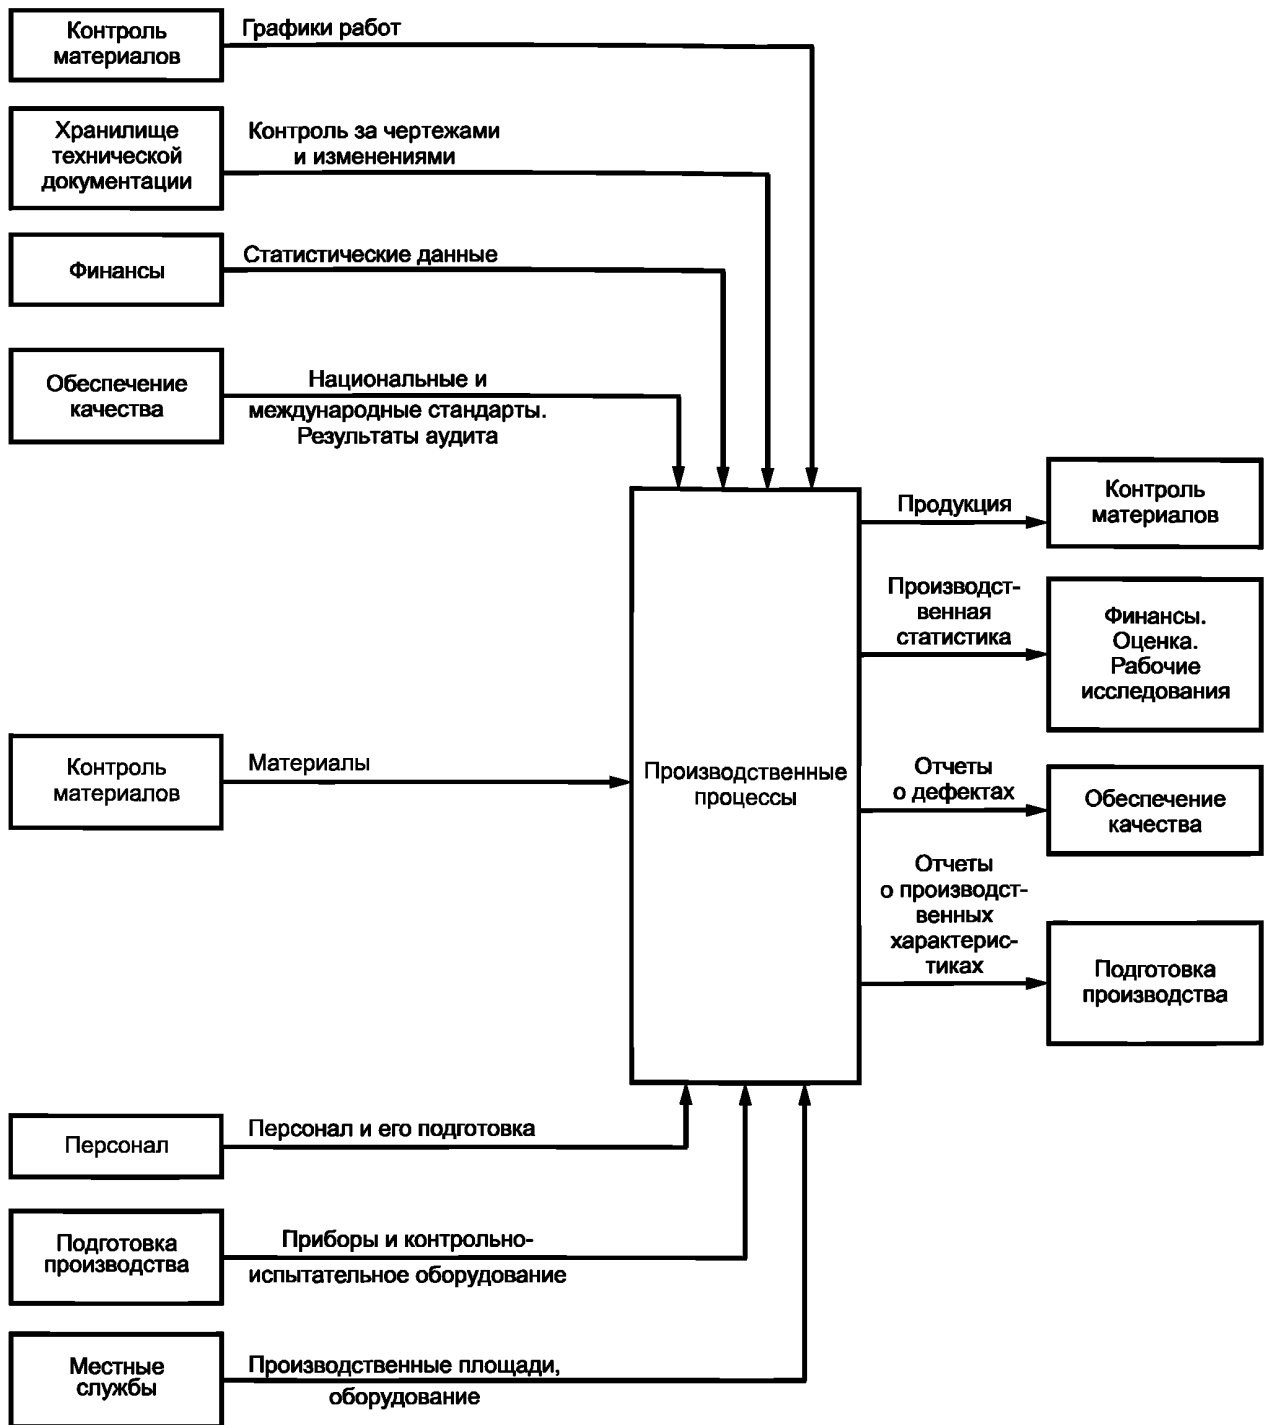 Контроль
материалов
Графики работ
Хранилище
технической
документации
Контроль за чертежами
и изменениями
Финансы
Статистические данные
Обеспечение
качества
Национальные и
международные стандарты.
Результаты аудита
Контроль
материалов
Материалы
Производственные
процессы
Продукция
Контроль
материалов
Производст-
венная
статистика
Финансы.
Оценка.
Рабочие
исследования
Отчеты
о дефектах
Обеспечение
качества
Отчеты
о производст-
венных
характерис-
тиках
Подготовка
производства
Персонал
Персонал и его подготовка
Подготовка
производства
Приборы и контрольно-
испытательное оборудование
Местные
службы
Производственные площади,
оборудование